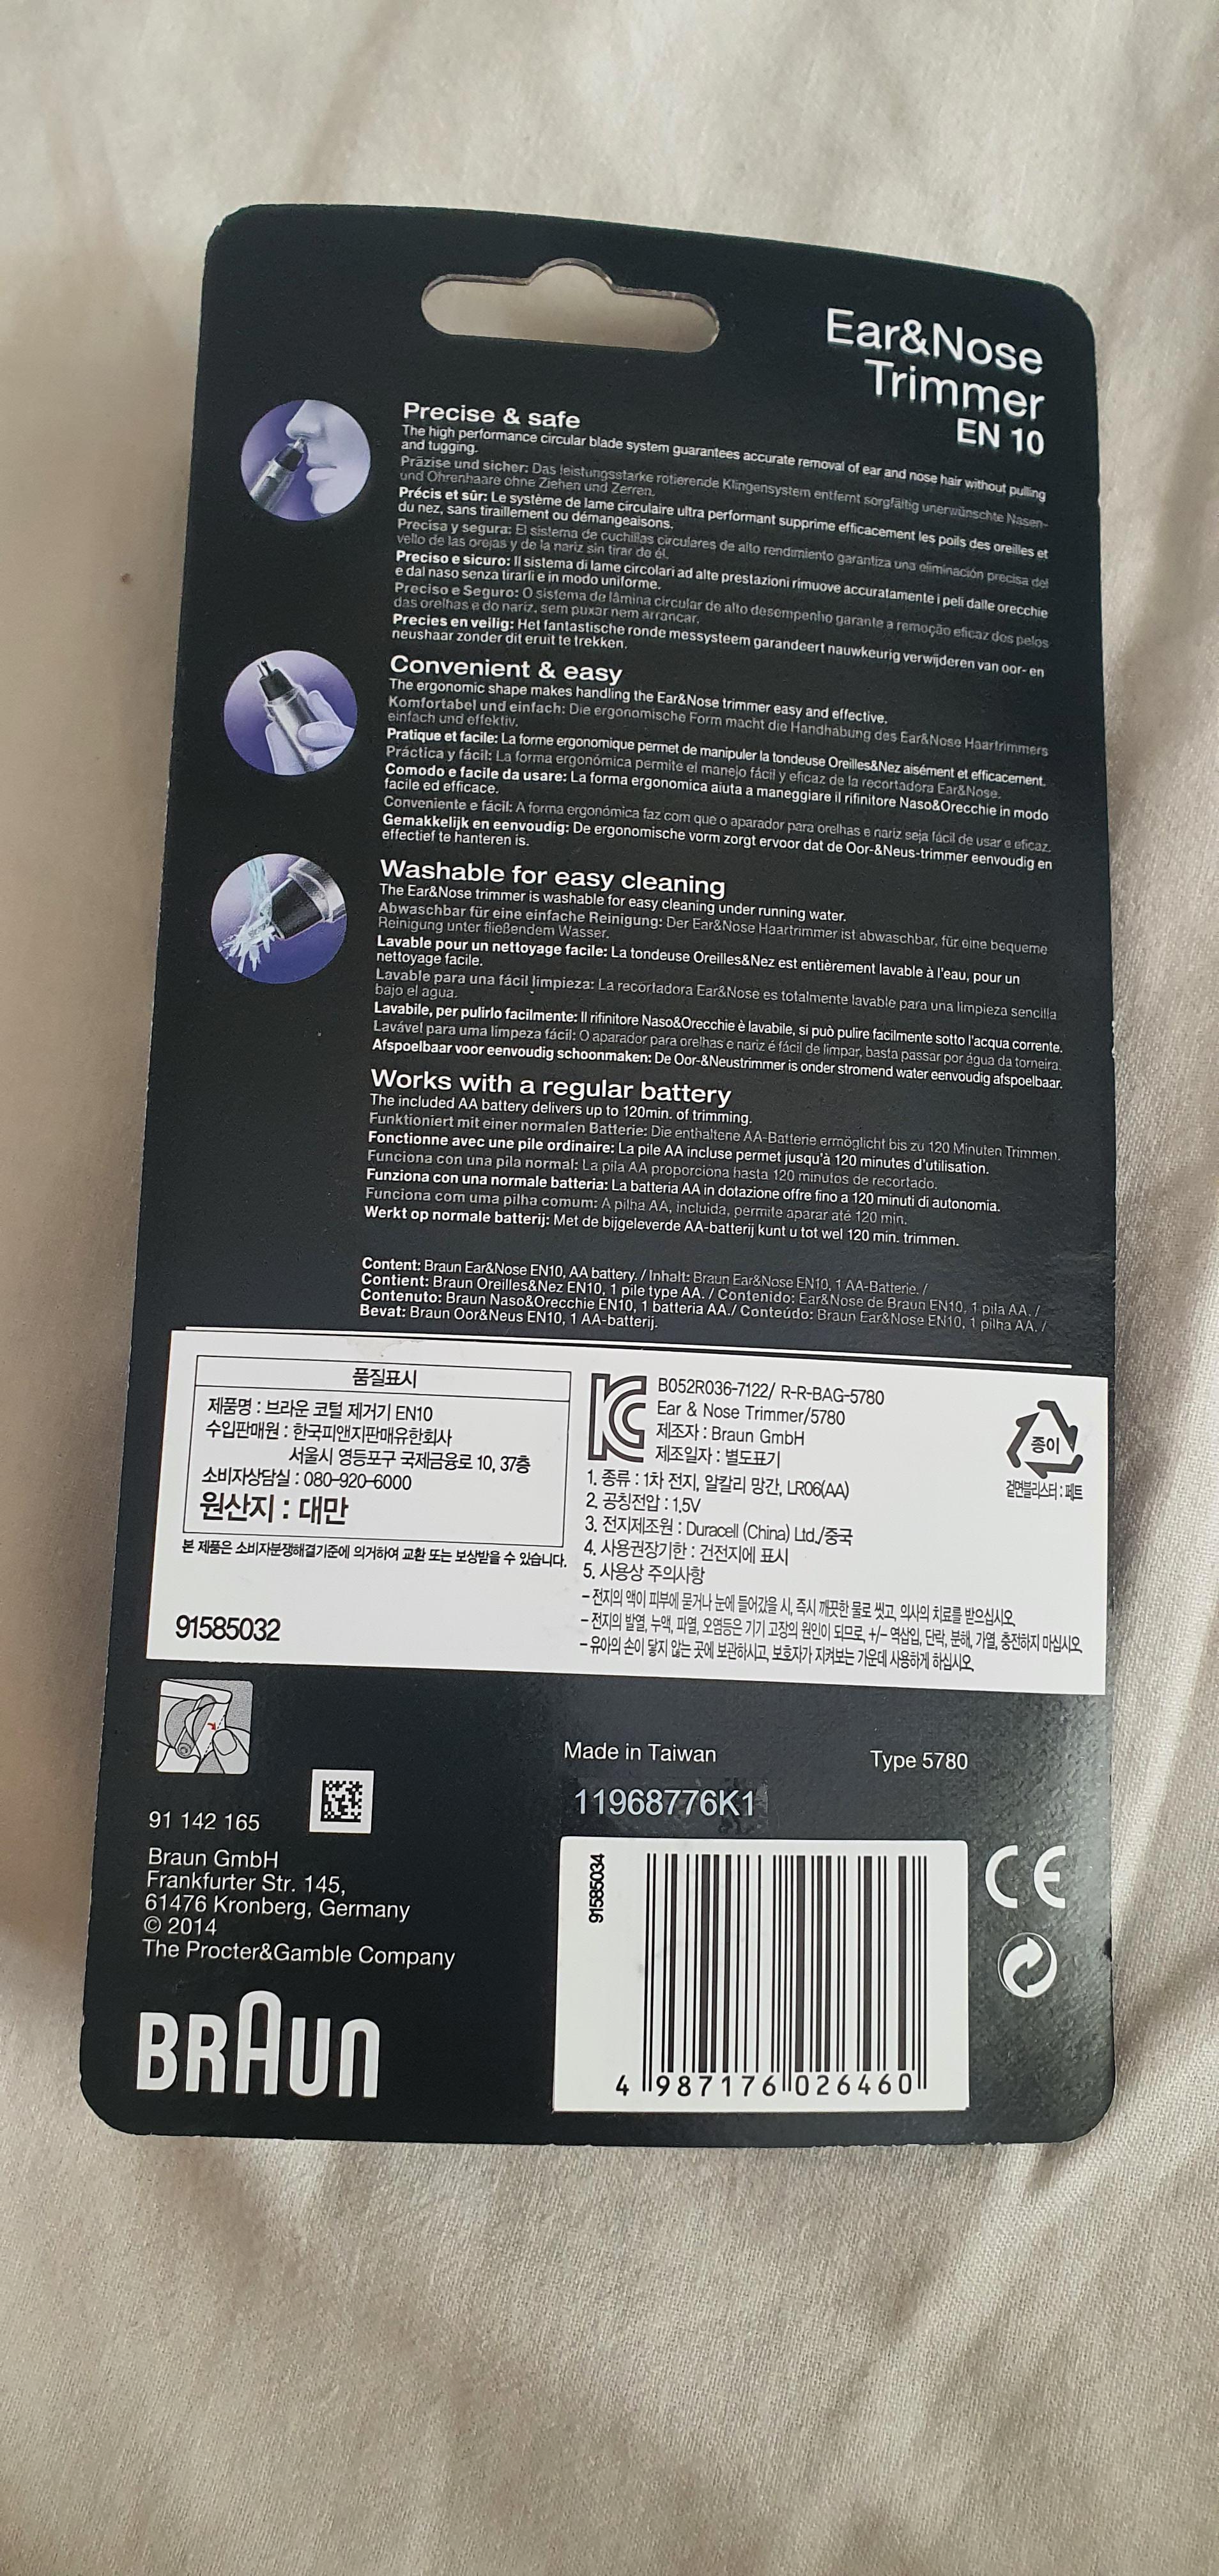 Ear&Nose
Trimmer
EN 10
Precise & safe
The high performance circular blade system guarantees accurate removal of ear and nose hair without pulling
and tugging.
Präzise und sicher: Das leistungsstarke rotierende Klingensystem entfernt sorgfältig unerwünschte Nasen-
und Ohrenhaare ohne Ziehen und Zerren.
Précis et sûr: Le système de lame circulaire ultra performant supprime efficacement les poils des oreilles et
du nez, sans tiraillement ou démangeaisons.
Precisa y segura: El sistema de cuchillas circulares de alto rendimiento garantiza una eliminación precisa del
vello de las orejas y de la nariz sin tirar de él.
Preciso e sicuro: Il sistema di lame circolari ad alte prestazioni rimuove accuratamente i peli dalle orecchie
e dal naso senza tirarli e in modo uniforme.
Preciso e Seguro: O sistema de lâmina circular de alto desempenho garante a remoção eficaz dos pelos
das orelhas e do nariz, sem puxar nem arrancar.
Precies en veilig: Het fantastische ronde messysteem garandeert nauwkeurig verwijderen van oor- en
neushaar zonder dit eruit te trekken.
Convenient & easy
The ergonomic shape makes handling the Ear&Nose trimmer easy and effective.
Komfortabel und einfach: Die ergonomische Form macht die Handhabung des Ear&Nose Haartrimmers
einfach und effektiv.
Pratique et facile: La forme ergonomique permet de manipuler la tondeuse Oreilles&Nez aisément et efficacement.
Práctica y fácil: La forma ergonómica permite el manejo fácil y eficaz de la recortadora Ear&Nose.
Comodo e facile da usare: La forma ergonomica aiuta a maneggiare il rifinitore Naso&Orecchie in modo
facile ed efficace.
Conveniente e fácil: A forma ergonómica faz com que o aparador para orelhas e nariz seja fácil de usar e eficaz.
Gemakkelijk en eenvoudig: De ergonomische vorm zorgt ervoor dat de Oor-&Neus-trimmer eenvoudig en
effectief te hanteren is.
Washable for easy cleaning
The Ear&Nose trimmer is washable for easy cleaning under running water.
Abwaschbar für eine einfache Reinigung: Der Ear&Nose Haartrimmer ist abwaschbar, für eine bequeme
Reinigung unter fließendem Wasser.
Lavable pour un nettoyage facile: La tondeuse Oreilles&Nez est entièrement lavable à l'eau, pour un
nettoyage facile.
Lavable para una fácil limpieza: La recortadora Ear&Nose es totalmente lavable para una limpieza sencilla
bajo el agua.
Lavabile, per pulirlo facilmente: Il rifinitore Naso&Orecchie è lavabile, si può pulire facilmente sotto l'acqua corrente.
Lavável para uma limpeza fácil: O aparador para orelhas e nariz é fácil de limpar, basta passar por água da torneira.
Afspoelbaar voor eenvoudig schoonmaken: De Oor-&Neustrimmer is onder stromend water eenvoudig afspoelbaar.
Works with a regular battery
The included AA battery delivers up to 120min. of trimming.
Funktioniert mit einer normalen Batterie: Die enthaltene AA-Batterie ermöglicht bis zu 120 Minuten Trimmen.
Fonctionne avec une pile ordinaire: La pile AA incluse permet jusqu'à 120 minutes d'utilisation.
Funciona con una pila normal: La pila AA proporciona hasta 120 minutos de recortado.
Funziona con una normale batteria: La batteria AA in dotazione offre fino a 120 minuti di autonomia.
Funciona com uma pilha comum: A pilha AA, incluida, permite aparar até 120 min.
Werkt op normale batterij: Met de bijgeleverde AA-batterij kunt u tot wel 120 min. trimmen.
Content: Braun Ear&Nose EN10, AA battery. / Inhalt: Braun Ear&Nose EN10, 1 AA-Batterie. /
Contient: Braun Oreilles&Nez EN10, 1 pile type AA. / Contenido: Ear&Nose de Braun EN10, 1 pila AA. /
Contenuto: Braun Naso&Orecchie EN10, 1 batteria AA./ Conteúdo: Braun Ear&Nose EN10, 1 pilha AA. /
Bevat: Braun Oor&Neus EN10, 1 AA-batterij.
품질표시
제품명 : 브라운 코털 제거기 EN10
수입판매원 : 한국피앤지판매유한회사
서울시 영등포구 국제금융로 10, 37층
소비자상담실 : 080-920-6000
원산지 : 대만
본 제품은 소비자분쟁해결기준에 의거하여 교환 또는 보상받을 수 있습니다.
91585032
B052R036-7122/ R-R-BAG-5780
Ear & Nose Trimmer/5780
제조자 : Braun GmbH
제조일자 : 별도표기
1. 종류 : 1차 전지, 알칼리 망간, LR06(AA)
2. 공칭전압 : 1.5V
3. 전지제조원 : Duracell (China) Ltd./중국
4. 사용권장기한 : 건전지에 표시
5. 사용상 주의사항
- 전지의 액이 피부에 묻거나 눈에 들어갔을 시, 즉시 깨끗한 물로 씻고, 의사의 치료를 받으십시오.
- 전지의 발열, 누액, 파열, 오염등은 기기 고장의 원인이 되므로, +/- 역삽입, 단락, 분해, 가열, 충전하지 마십시오.
- 유아의 손이 닿지 않는 곳에 보관하시고, 보호자가 지켜보는 가운데 사용하게 하십시오.
종이
겉면블리스터 : 페트
Made in Taiwan
Type 5780
11968776K1
91 142 165
Braun GmbH
Frankfurter Str. 145,
61476 Kronberg, Germany
© 2014
The Procter&Gamble Company
BRAUN
91585034
4 987176 026460
CE